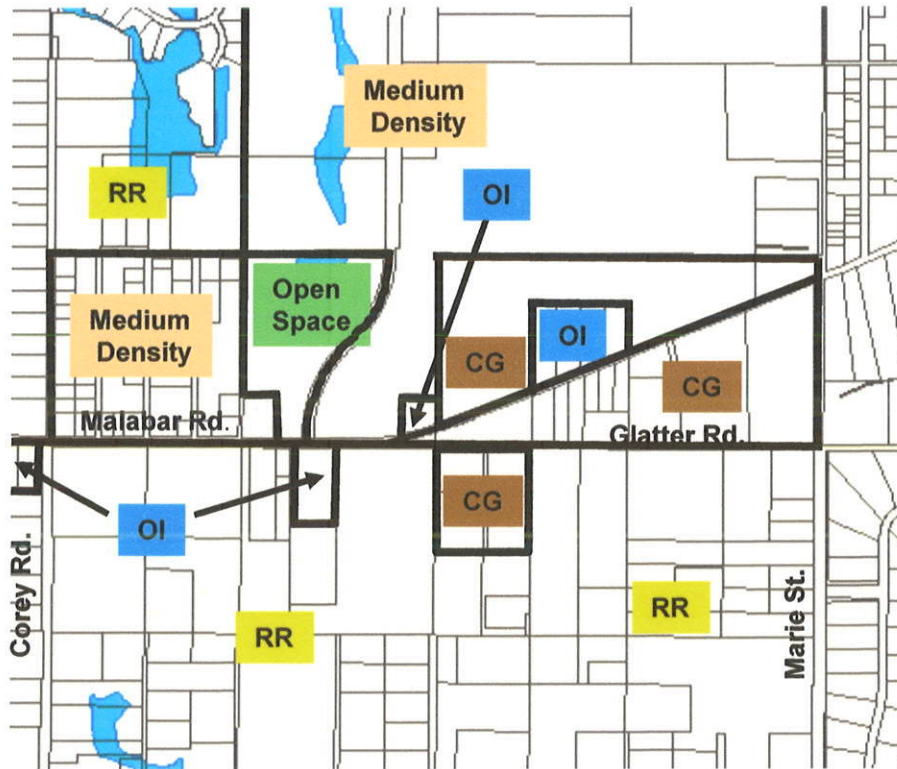 Medium
Density
RR
OI
Open
Space
Medium
Density
OI
CG
CG
Malabar Rd.
Glatter Rd.
CG
OI
Corey Rd.
RR
RR
Marie St.